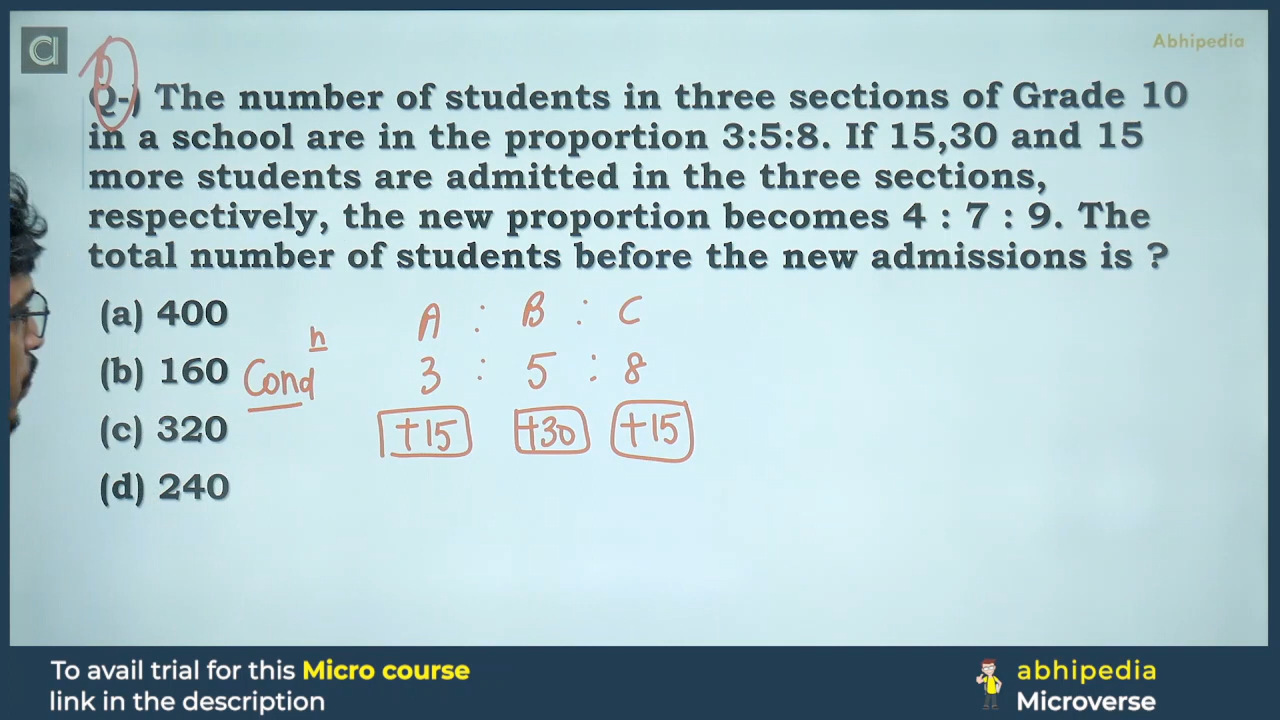 Abhipedia
Q-) The number of students in three sections of Grade 10
in a school are in the proportion 3:5:8. If 15,30 and 15
more students are admitted in the three sections,
respectively, the new proportion becomes 4 : 7 : 9. The
total number of students before the new admissions is ?
(a) 400
A : B : C
(b) 160
Cond n
3 : 5 : 8
(c) 320
+15 +30 +15
(d) 240
To avail trial for this Micro course
link in the description
abhipedia
Microverse